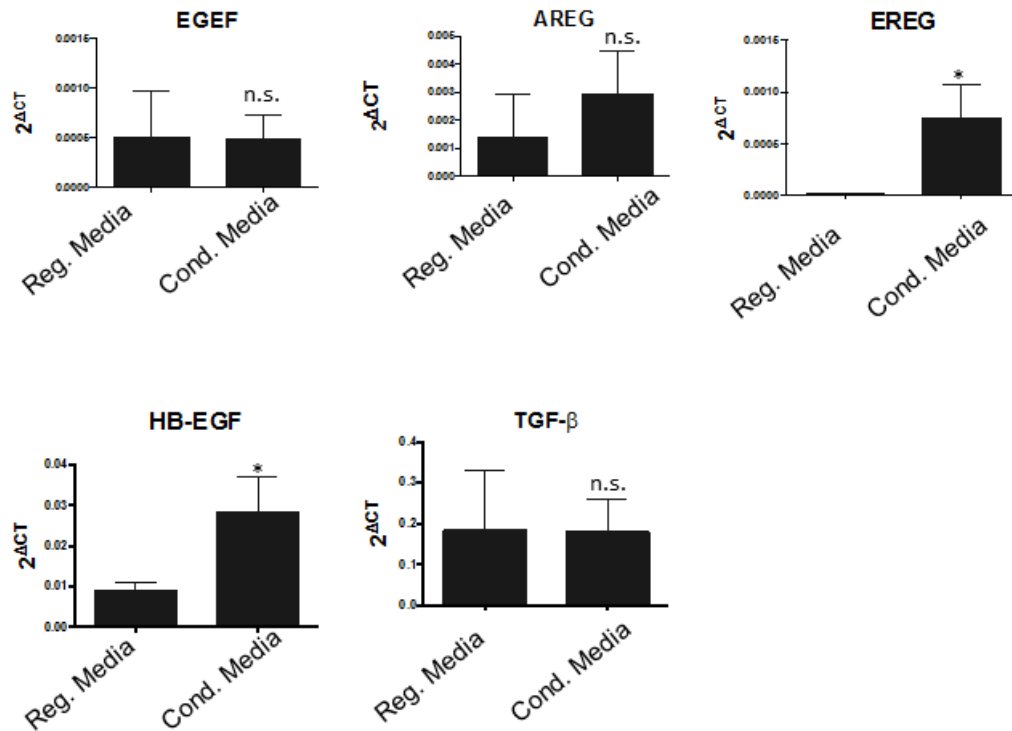 EGEF
0.0015
0.0010
0.0005
0.0000
2ΔCT
n.s.
Reg. Media
Cond. Media
AREG
0.005
0.004
0.003
0.002
0.001
0.000
2ΔCT
n.s.
Reg. Media
Cond. Media
EREG
0.0015
0.0010
0.0005
0.0000
2ΔCT
*
Reg. Media
Cond. Media
HB-EGF
0.04
0.03
0.02
0.01
0.00
2ΔCT
*
Reg. Media
Cond. Media
TGF-β
0.4
0.3
0.2
0.1
0.0
2ΔCT
n.s.
Reg. Media
Cond. Media